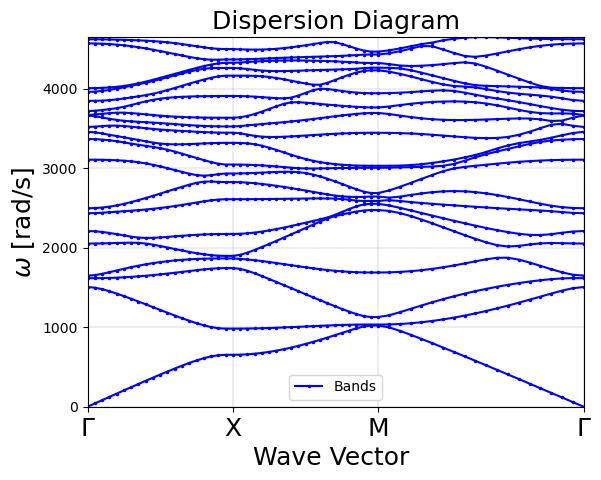 Dispersion Diagram
4000
3000
2000
1000
0
ω [rad/s]
Bands
Γ X M Γ
Wave Vector